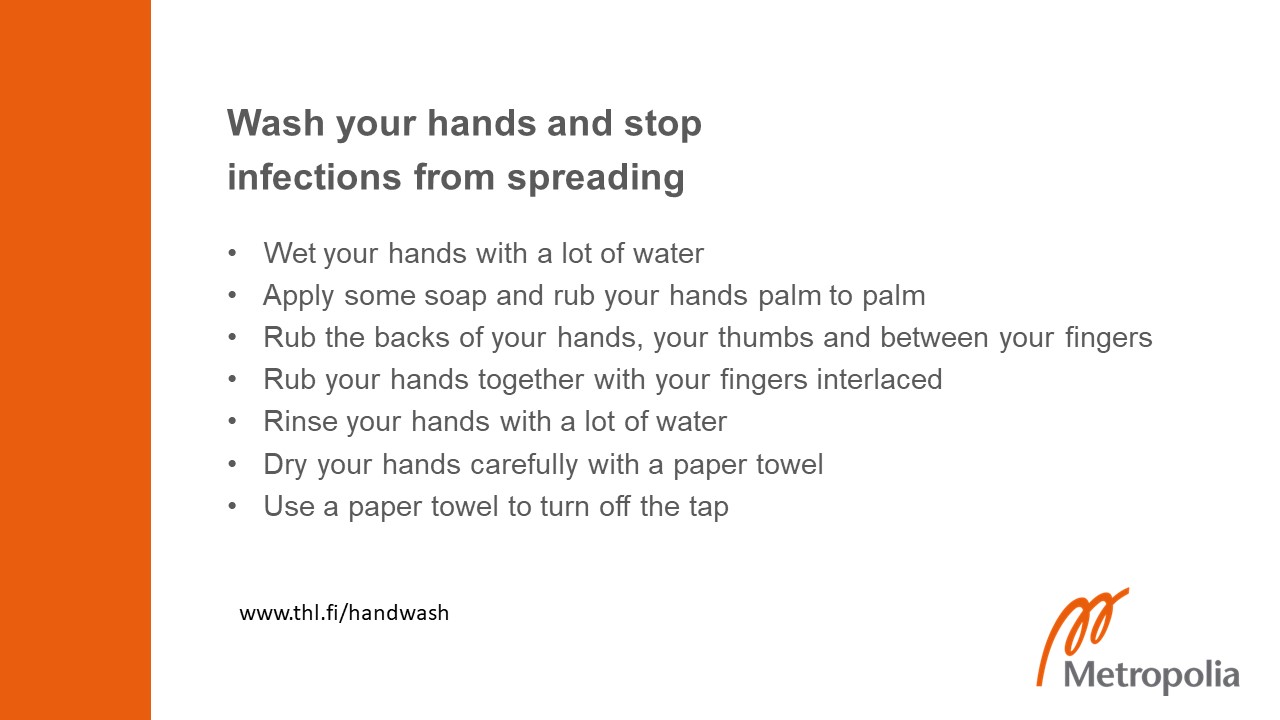 Wash your hands and stop
infections from spreading
• Wet your hands with a lot of water
• Apply some soap and rub your hands palm to palm
• Rub the backs of your hands, your thumbs and between your fingers
• Rub your hands together with your fingers interlaced
• Rinse your hands with a lot of water
• Dry your hands carefully with a paper towel
• Use a paper towel to turn off the tap
www.thl.fi/handwash
Metropolia